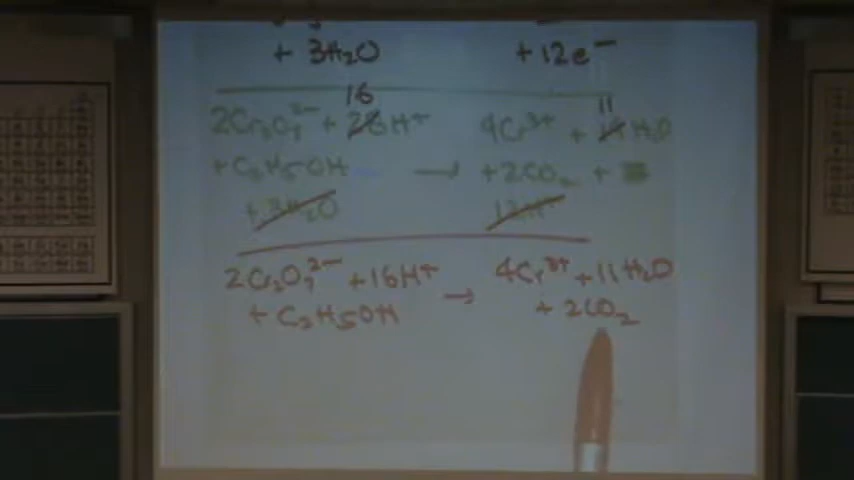 + 3H₂O + 12e⁻
16 11
2Cr₂O₇²⁻ + 28H⁺ 4Cr³⁺ + 14H₂O
+ C₂H5OH → + 2CO₂ +
+ 3H₂O 12H⁺
2Cr₂O₇²⁻ + 16H⁺ → 4Cr³⁺ + 11H₂O
+ C₂H5OH + 2CO₂